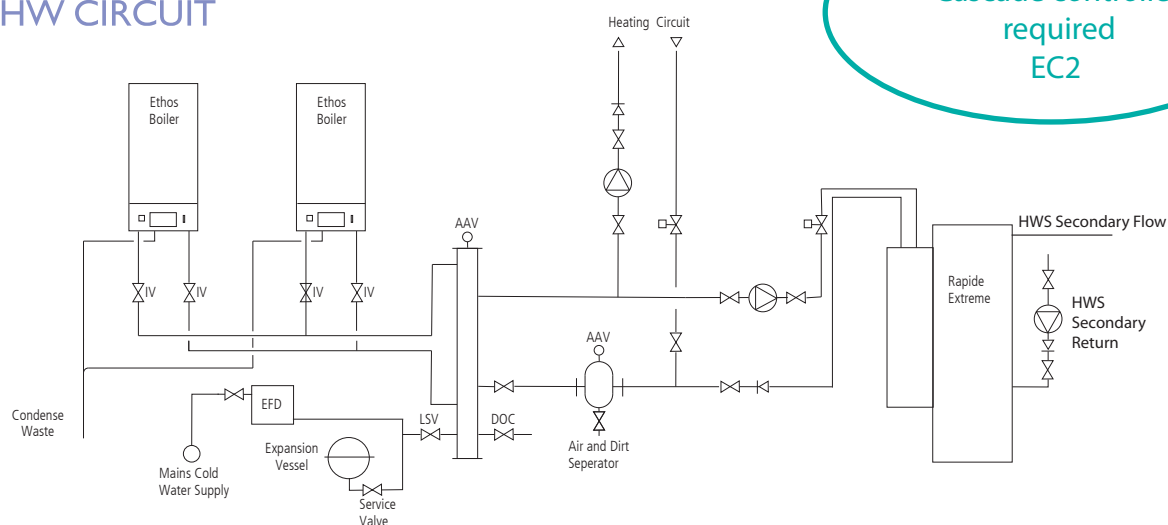 HW CIRCUIT
required
EC2
Heating Circuit
Ethos
Boiler
Ethos
Boiler
AAV
HWS Secondary Flow
IV
IV
IV
IV
Rapide
Extreme
HWS
Secondary
Return
AAV
EFD
Condense
Waste
LSV
DOC
Expansion
Vessel
Air and Dirt
Seperator
Mains Cold
Water Supply
Service
Valve